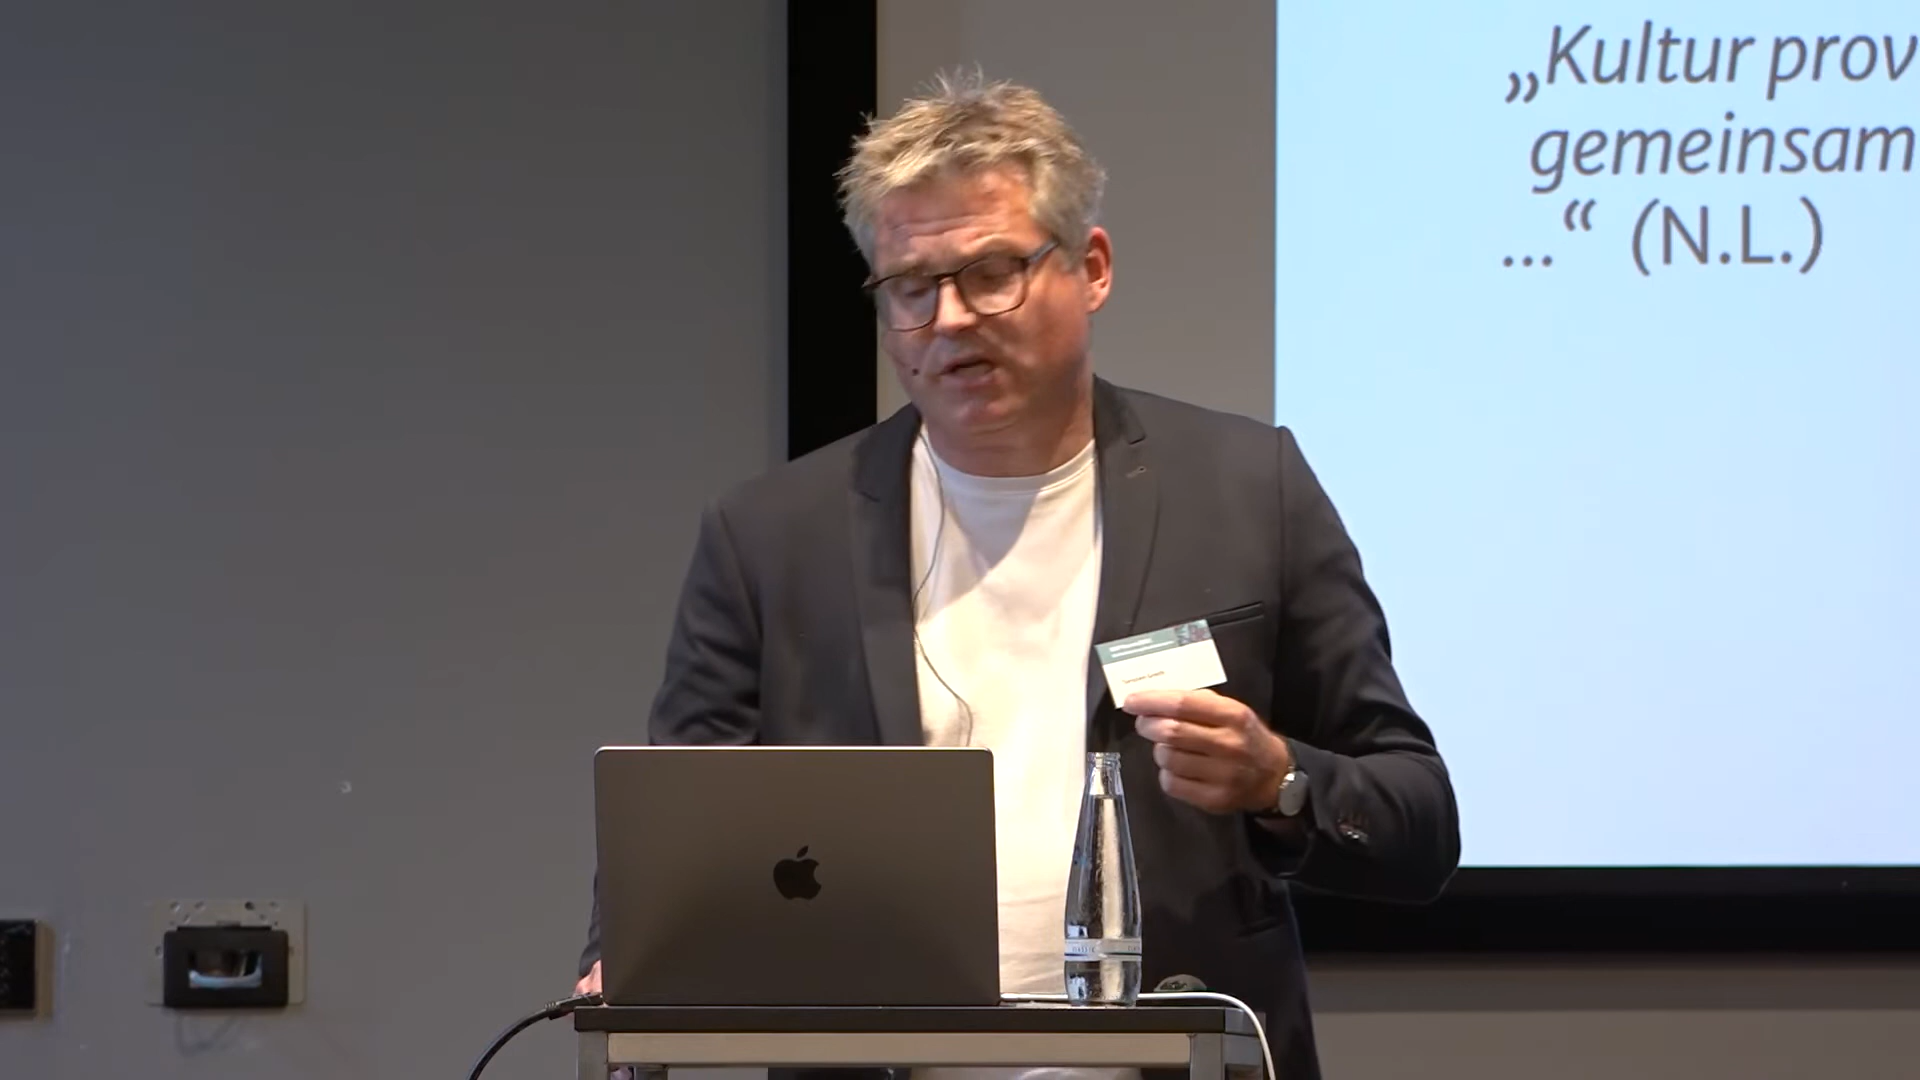 „Kultur prov
gemeinsam
…“ (N.L.)